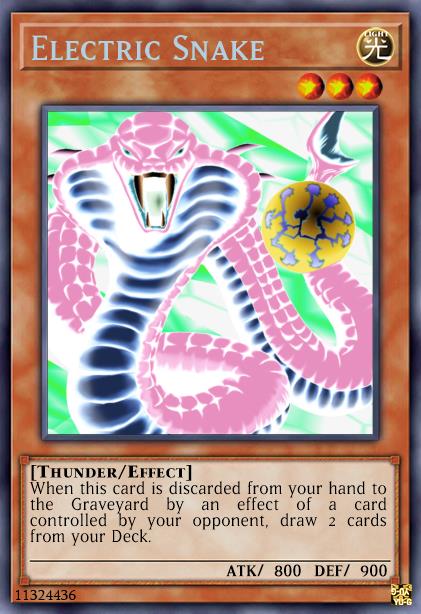 Electric Snake
LIGHT
光
[Thunder/Effect]
When this card is discarded from your hand to
the Graveyard by an effect of a card
controlled by your opponent, draw 2 cards
from your Deck.
ATK/ 800 DEF/ 900
11324436